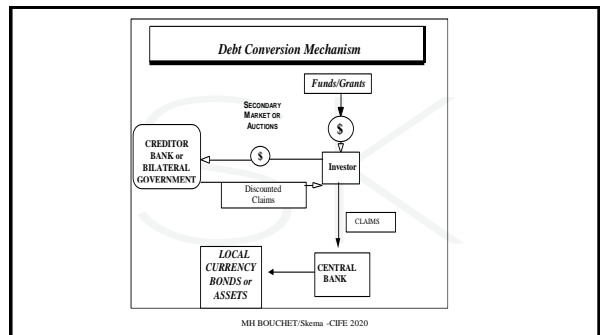 Debt Conversion Mechanism
Funds/Grants
SECONDARY
MARKET OR
AUCTIONS
$
CREDITOR
BANK or
BILATERAL
GOVERNMENT
$
Investor
Discounted
Claims
CLAIMS
LOCAL
CURRENCY
BONDS or
ASSETS
CENTRAL
BANK
MH BOUCHET/Skema -CIFE 2020